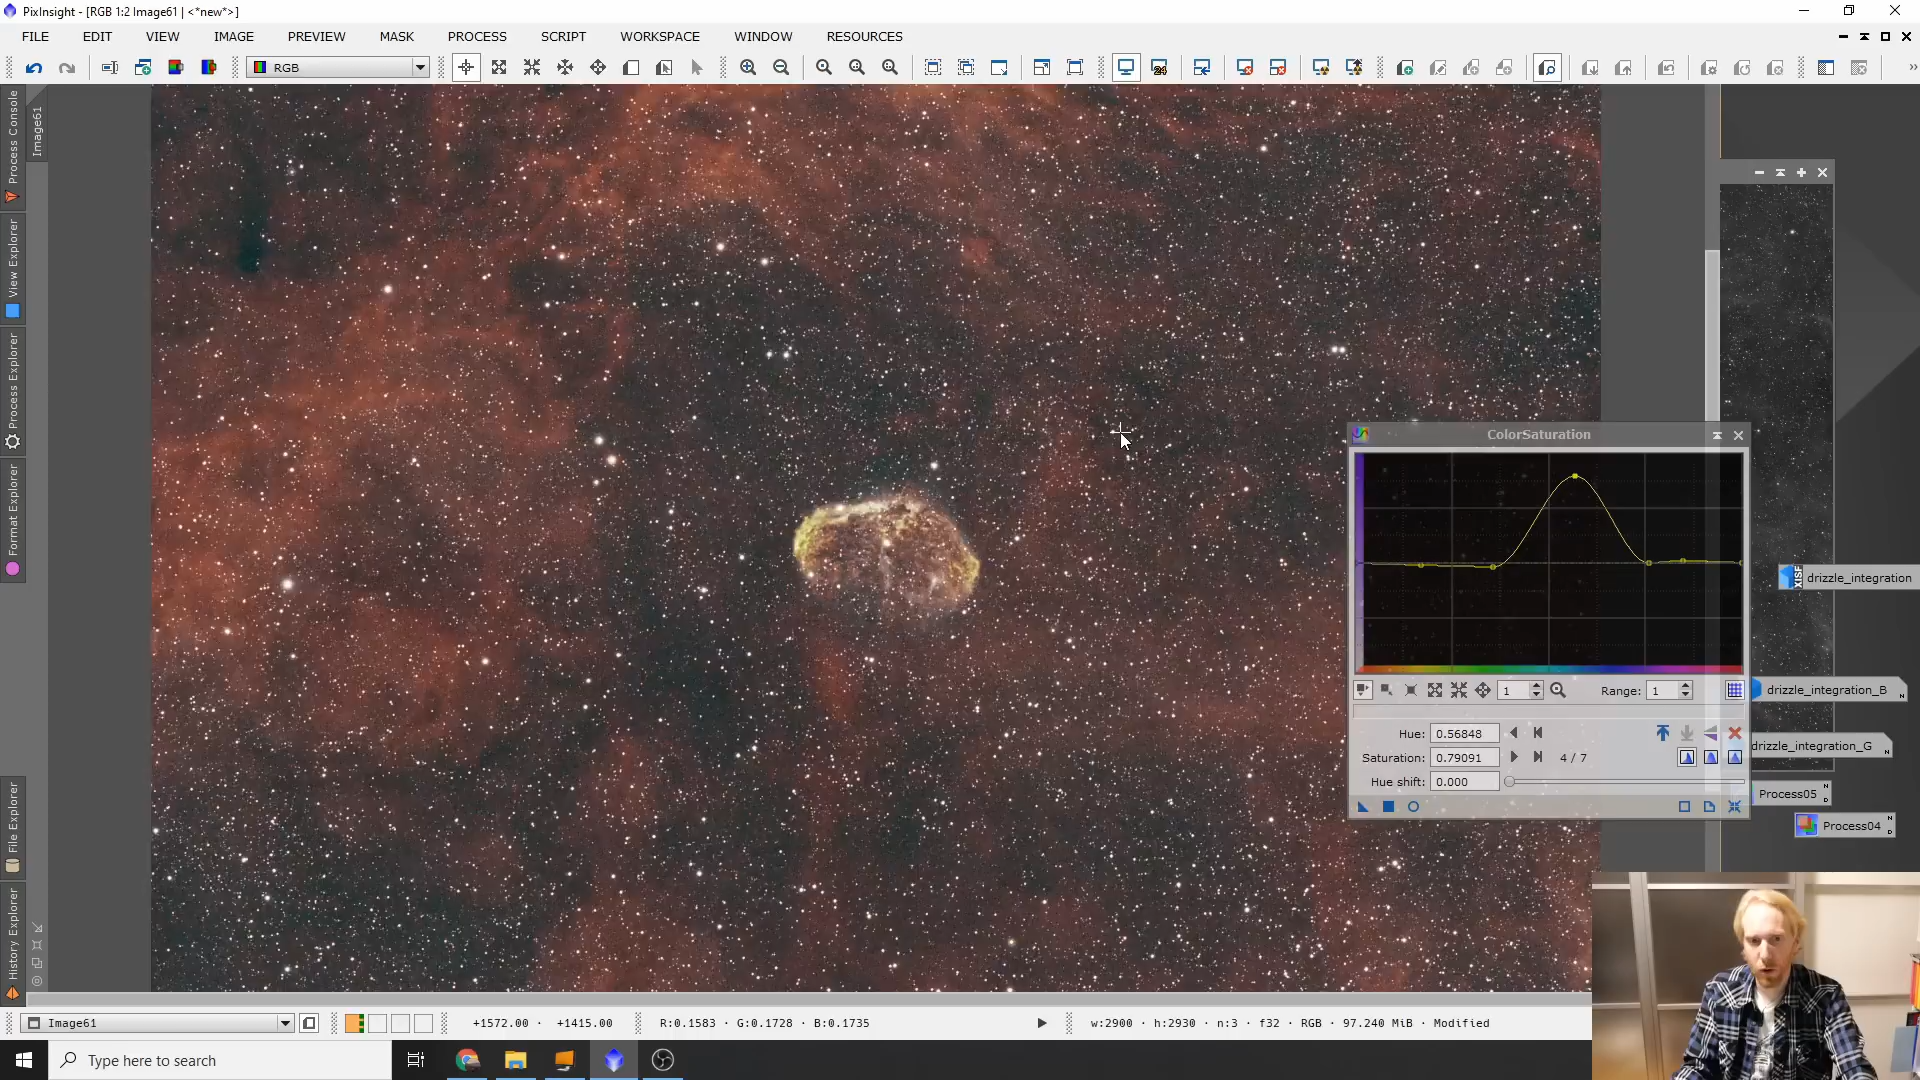 PixInsight - [RGB 1:2 Image61 | <*new*>]
FILE EDIT VIEW IMAGE PREVIEW MASK PROCESS SCRIPT WORKSPACE WINDOW RESOURCES
RGB
Process Console
View Explorer
Process Explorer
Format Explorer
File Explorer
History Explorer
Image61
ColorSaturation
1 Range: 1
Hue: 0.56848
Saturation: 0.79091 4 / 7
Hue shift: 0.000
XISF drizzle_integration
drizzle_integration_B N
drizzle_integration_G N
Process05 N D
Process04 N D
Image61 +1572.00 · +1415.00 R:0.1583 · G:0.1728 · B:0.1735 w:2900 · h:2930 · n:3 · f32 · RGB · 97.240 MiB · Modified
Type here to search